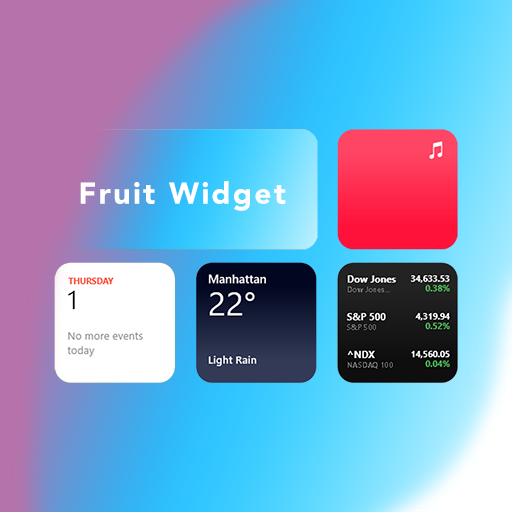 Fruit Widget
THURSDAY
1
No more events
today
Manhattan
22°
Light Rain
Dow Jones 34,633.53
Dow Jones... 0.38%
S&P 500 4,319.94
S&P 500 0.52%
^NDX 14,560.05
NASDAQ 100 0.04%